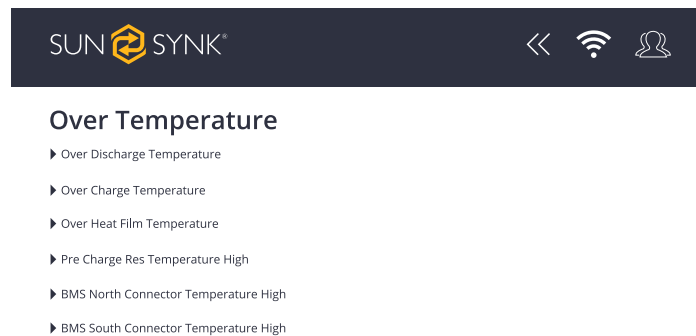 SUN SYNK®
Over Temperature
Over Discharge Temperature
Over Charge Temperature
Over Heat Film Temperature
Pre Charge Res Temperature High
BMS North Connector Temperature High
BMS South Connector Temperature High